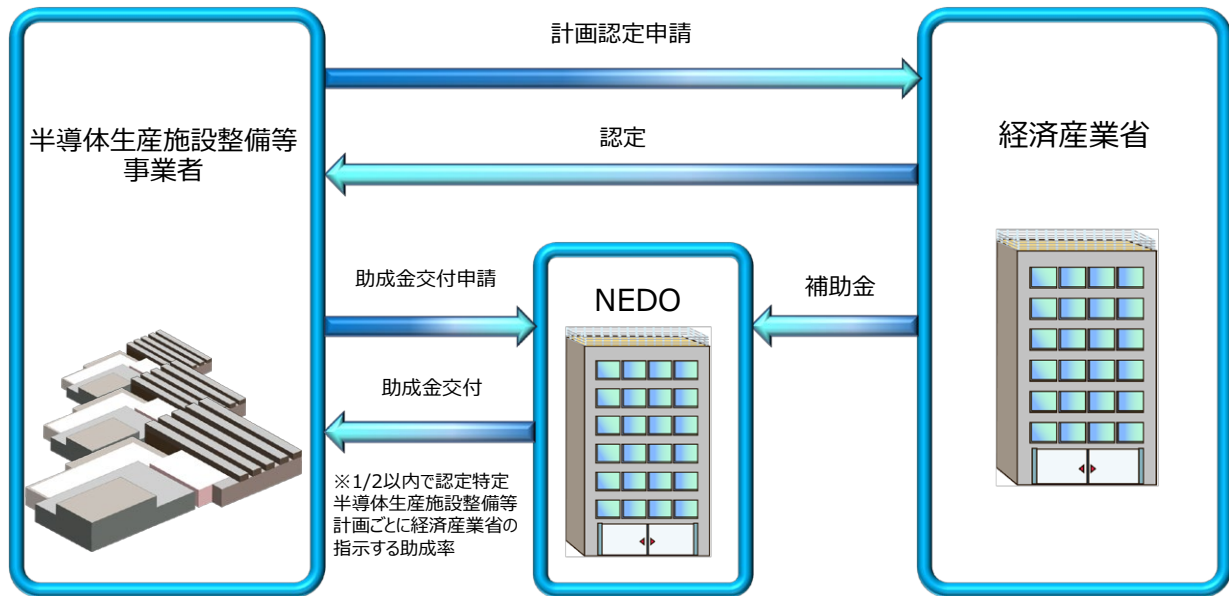 計画認定申請
半導体生産施設整備等
事業者
認定
経済産業省
助成金交付申請
NEDO
補助金
助成金交付
※1/2以内で認定特定
半導体生産施設整備等
計画ごとに経済産業省の
指示する助成率